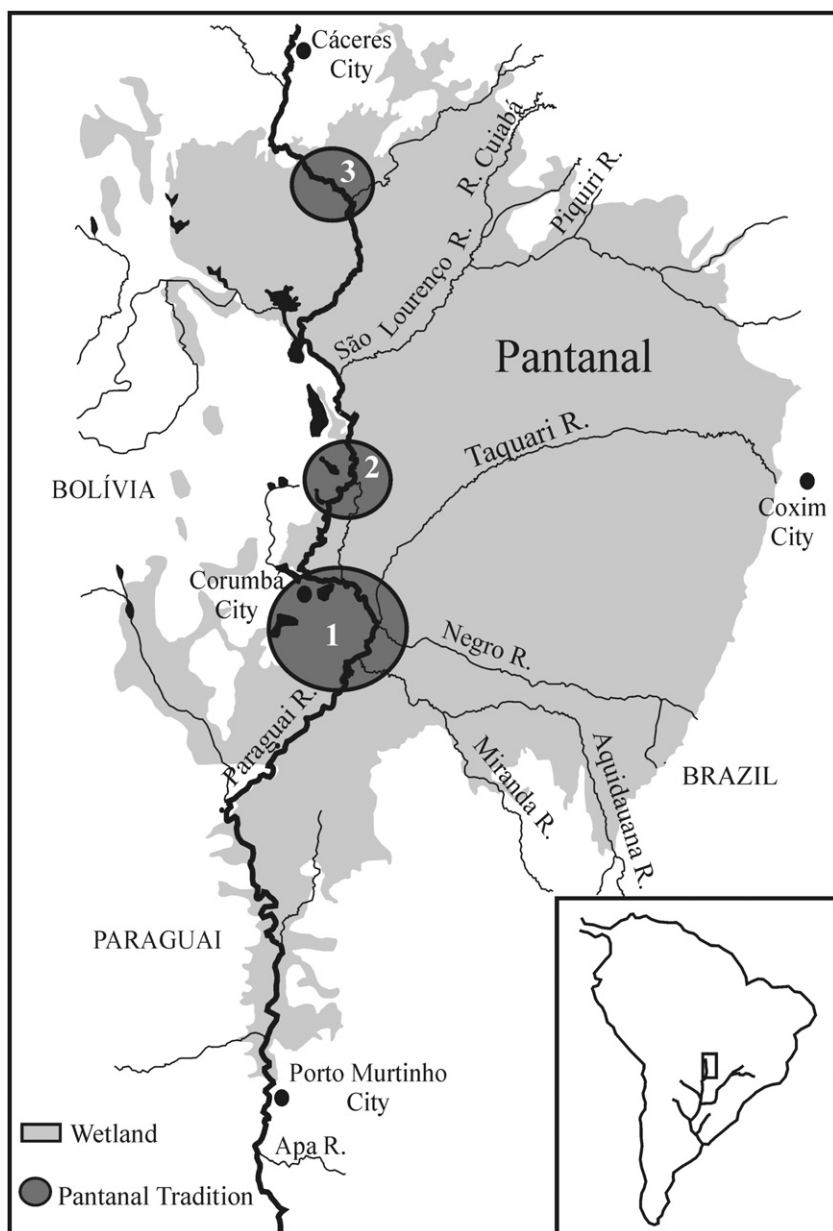 Cáceres
City
3
R. Cuiabá
Piquiri R.
São Lourenço R.
Pantanal
2
Taquari R.
BOLÍVIA
Coxim
City
Corumbá
City
1
Negro R.
Paraguai R.
Miranda R.
Aquidauana R.
BRAZIL
PARAGUAI
Porto Murtinho
City
Wetland
Apa R.
Pantanal Tradition